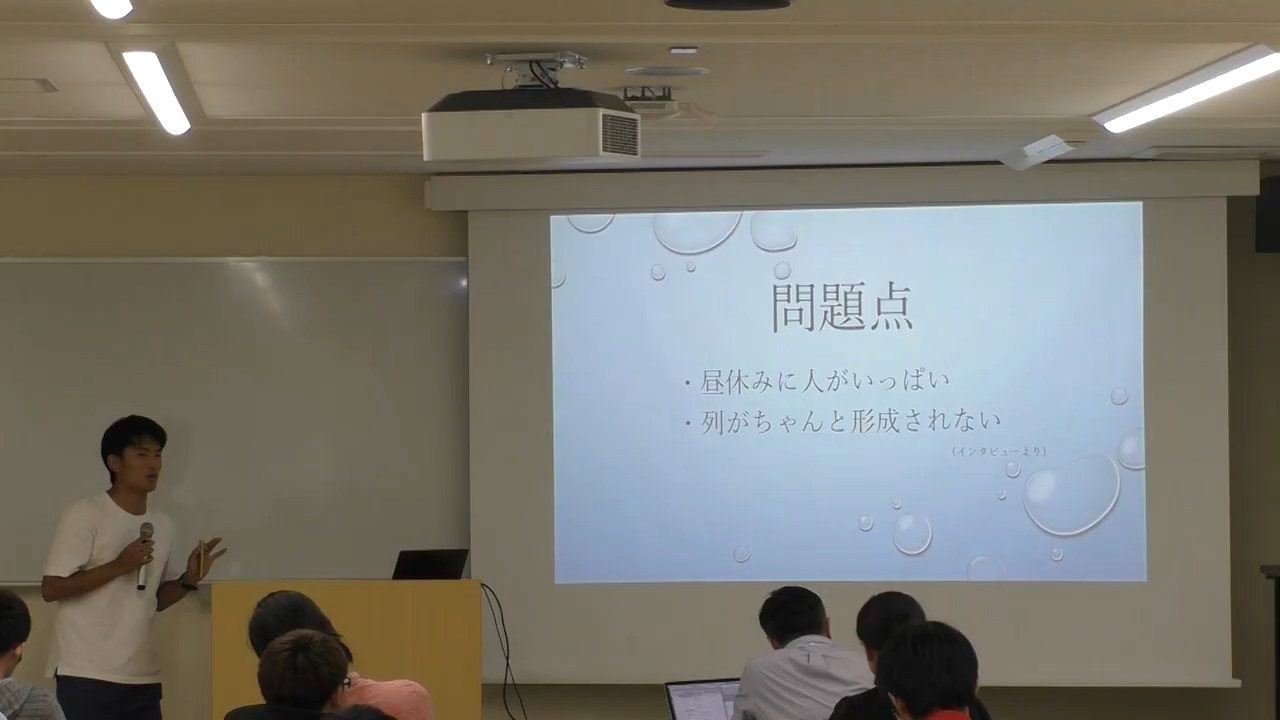 問題点
・昼休みに人がいっぱい
・列がちゃんと形成されない
（インタビューより）